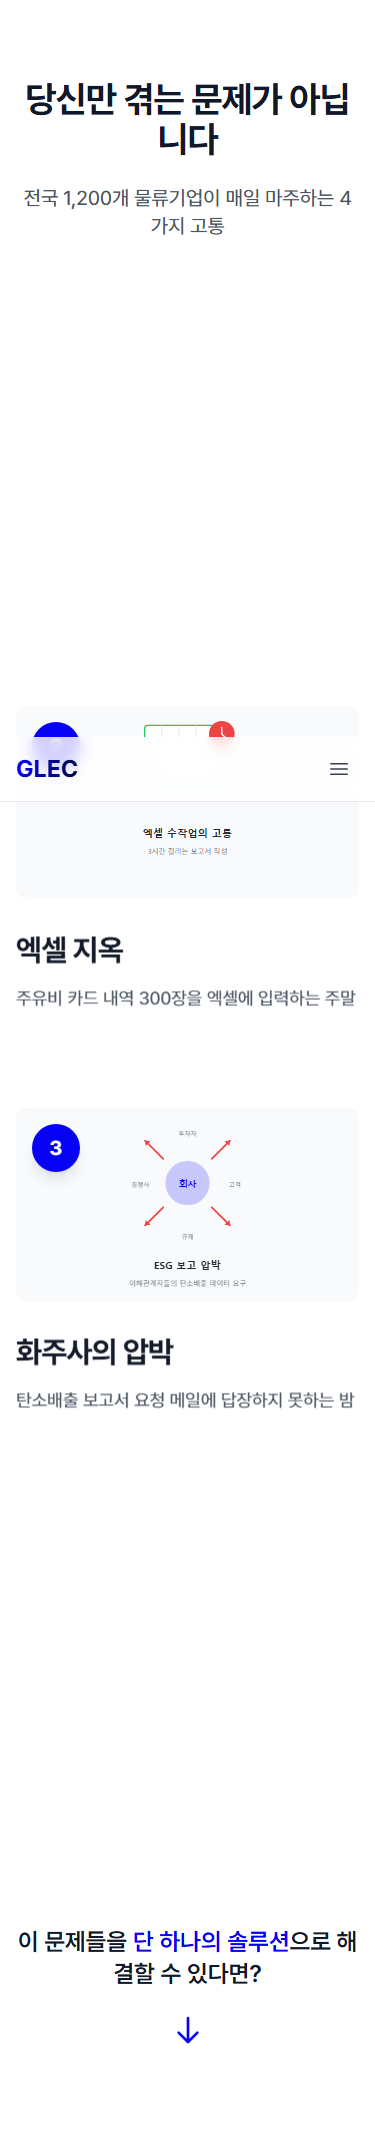 당신만 겪는 문제가 아닙
니다
전국 1,200개 물류기업이 매일 마주하는 4
가지 고통
GLEC
엑셀 수작업의 고통
3시간 걸리는 보고서 작성
엑셀 지옥
주유비 카드 내역 300장을 엑셀에 입력하는 주말
3
투자자
경쟁사
회사
고객
규제
ESG 보고 압박
이해관계자들의 탄소배출 데이터 요구
화주사의 압박
탄소배출 보고서 요청 메일에 답장하지 못하는 밤
이 문제들을 단 하나의 솔루션으로 해
결할 수 있다면?